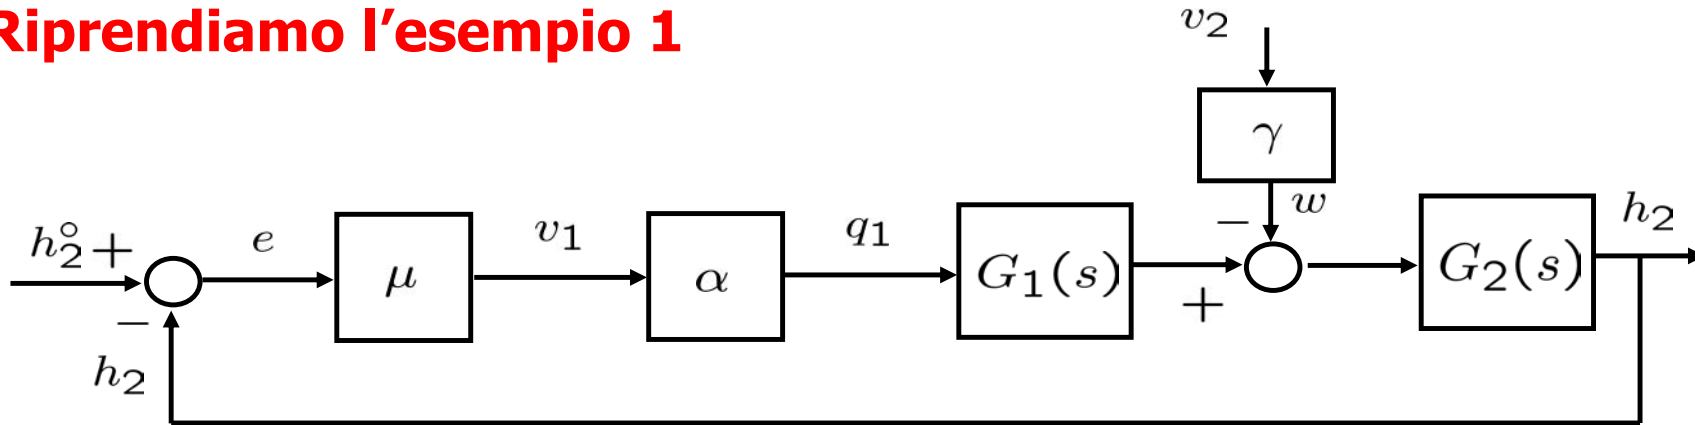 Riprendiamo l'esempio 1
v₂
γ
− w
h₂° + e μ v₁ α q₁ G₁(s) + G₂(s) h₂
−
h₂